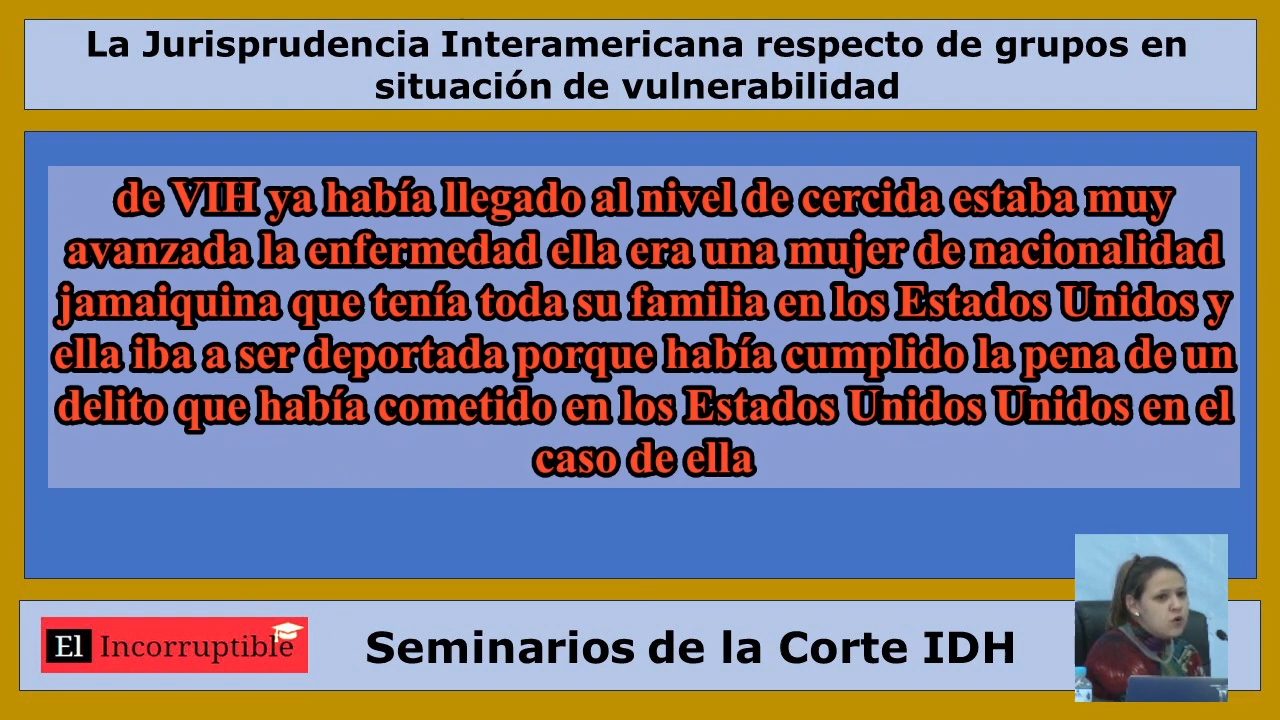 La Jurisprudencia Interamericana respecto de grupos en
situación de vulnerabilidad
de VIH ya había llegado al nivel de cercida estaba muy
avanzada la enfermedad ella era una mujer de nacionalidad
jamaiquina que tenía toda su familia en los Estados Unidos y
ella iba a ser deportada porque había cumplido la pena de un
delito que había cometido en los Estados Unidos Unidos en el
caso de ella
El Incorruptible
Seminarios de la Corte IDH